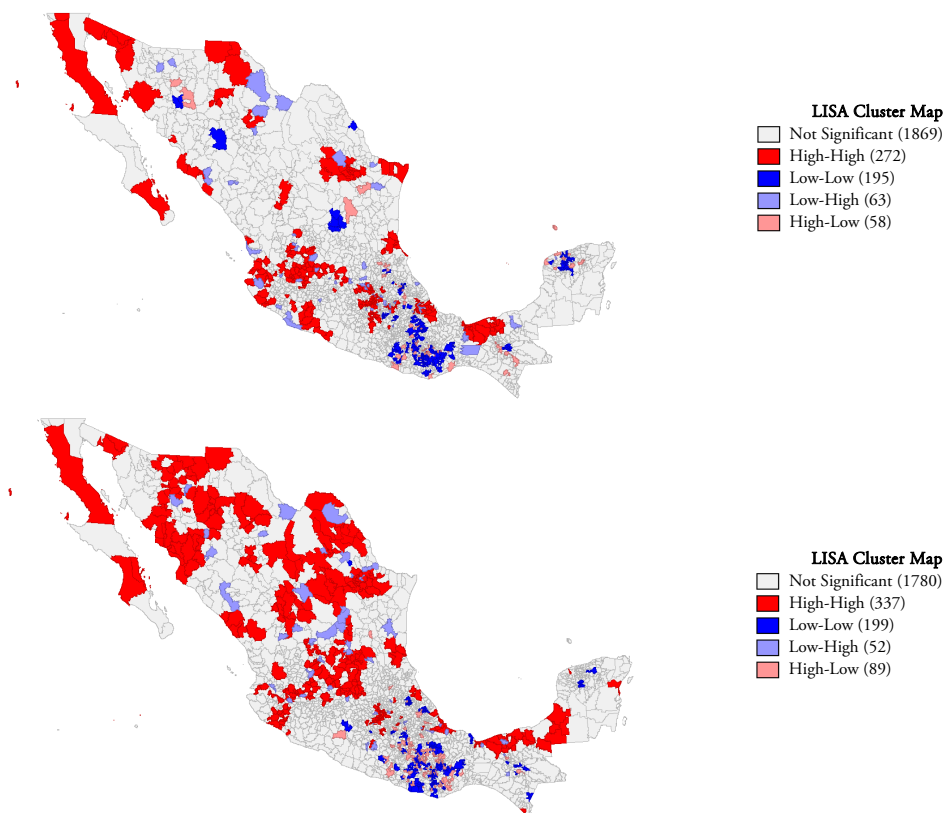 LISA Cluster Map
Not Significant (1869)
High-High (272)
Low-Low (195)
Low-High (63)
High-Low (58)
LISA Cluster Map
Not Significant (1780)
High-High (337)
Low-Low (199)
Low-High (52)
High-Low (89)